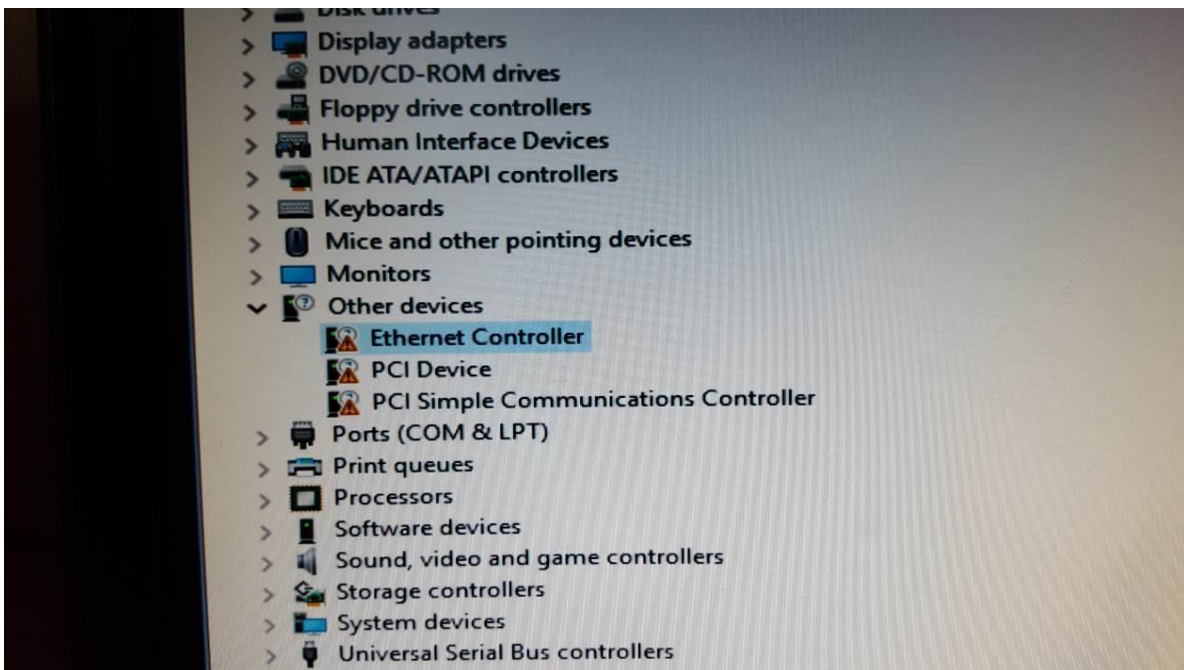 Disk drives
Display adapters
DVD/CD-ROM drives
Floppy drive controllers
Human Interface Devices
IDE ATA/ATAPI controllers
Keyboards
Mice and other pointing devices
Monitors
Other devices
Ethernet Controller
PCI Device
PCI Simple Communications Controller
Ports (COM & LPT)
Print queues
Processors
Software devices
Sound, video and game controllers
Storage controllers
System devices
Universal Serial Bus controllers